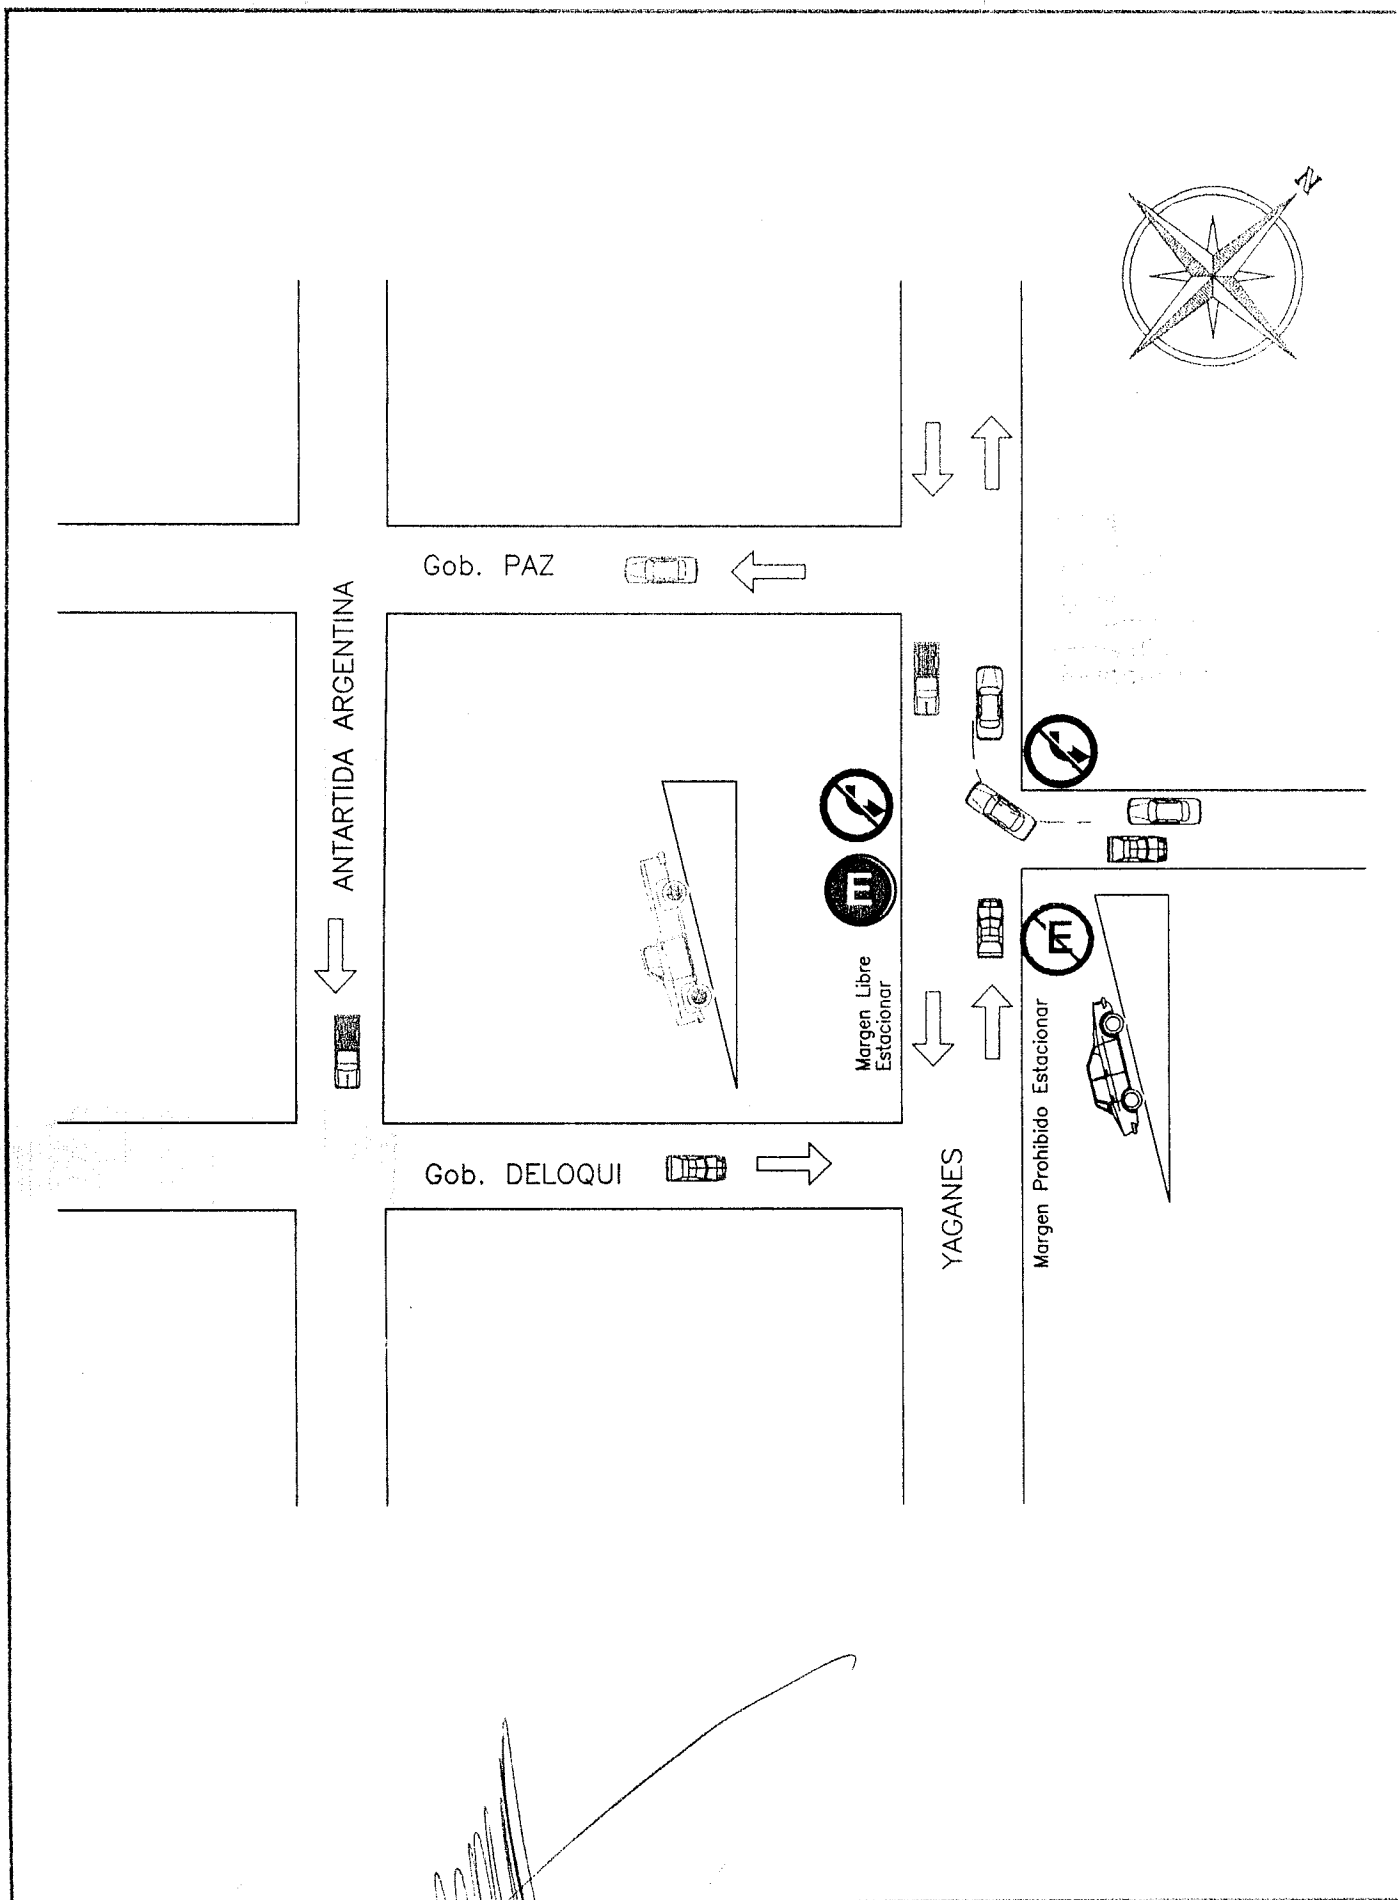 N
Gob. PAZ
ANTARTIDA ARGENTINA
E
Margen Libre
Estacionar
E
Margen Prohibido Estacionar
Gob. DELOQUI
YAGANES